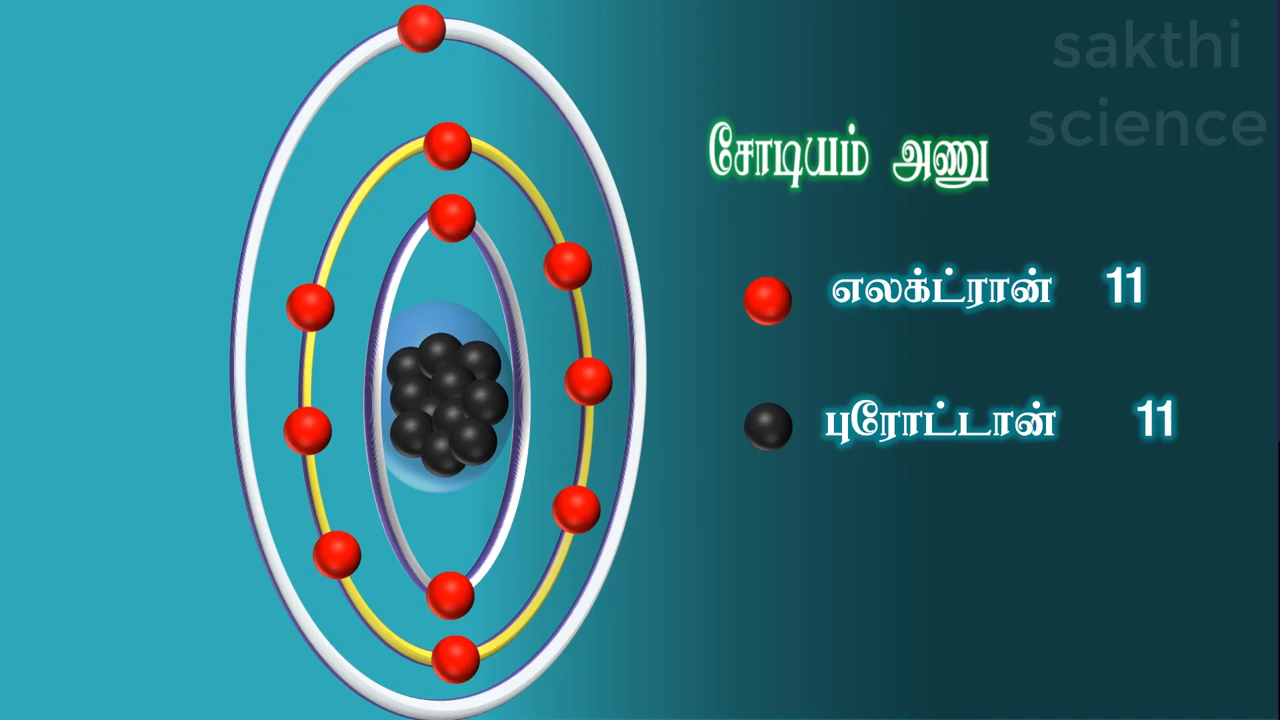 sakthi
science
சோடியம் அணு
எலக்ட்ரான் 11
புரோட்டான் 11